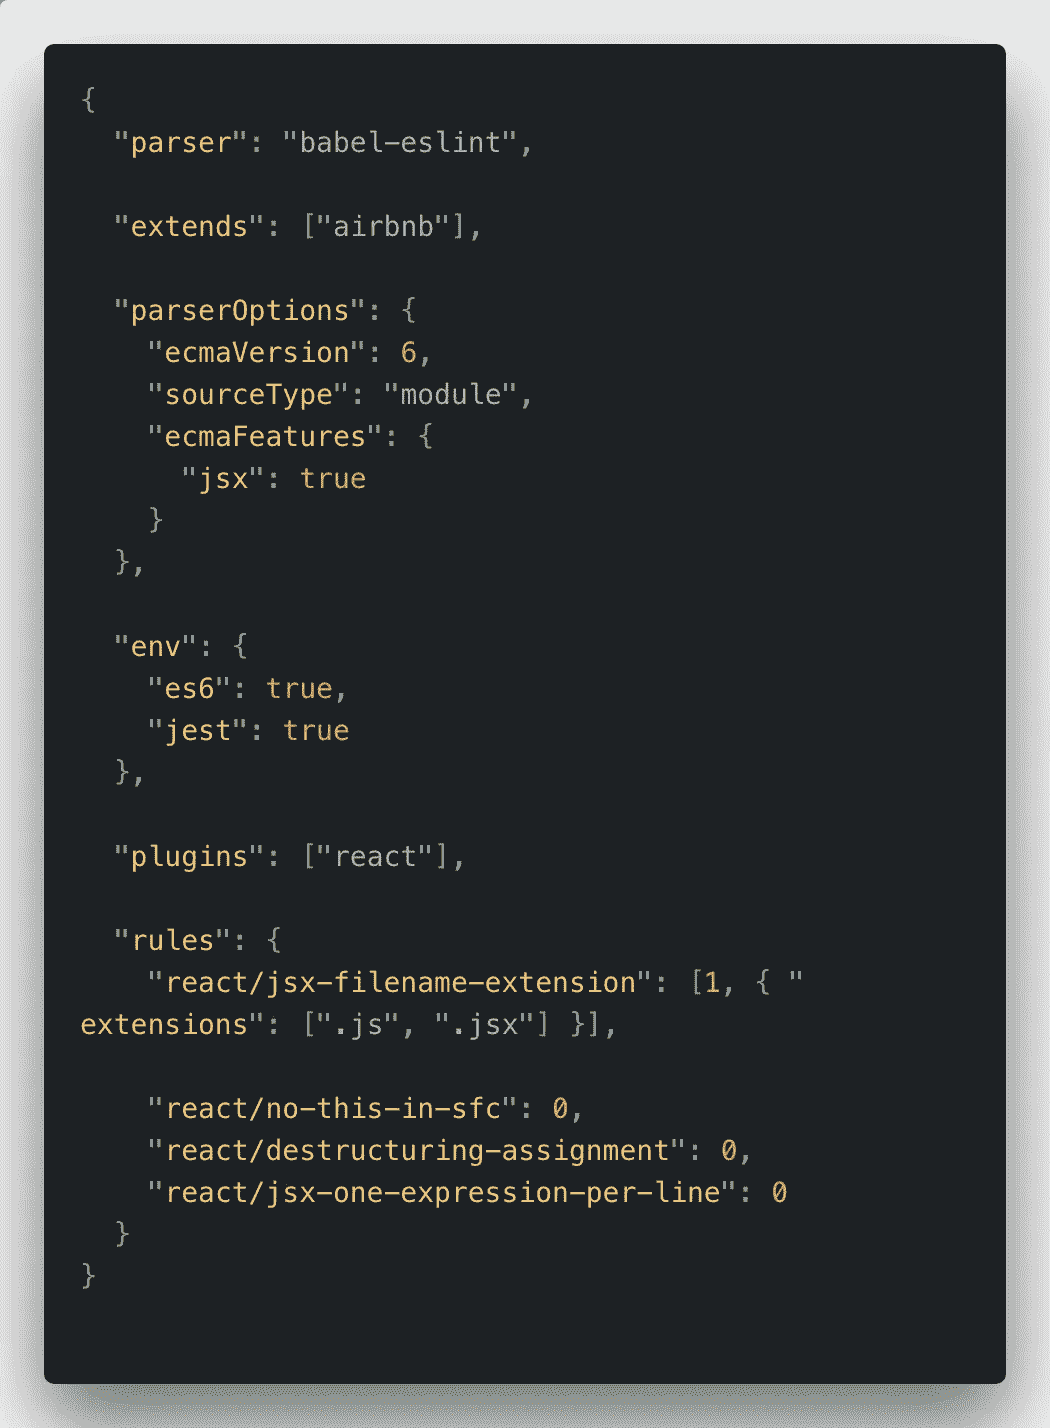 {
  "parser": "babel-eslint",

  "extends": ["airbnb"],

  "parserOptions": {
    "ecmaVersion": 6,
    "sourceType": "module",
    "ecmaFeatures": {
      "jsx": true
    }
  },

  "env": {
    "es6": true,
    "jest": true
  },

  "plugins": ["react"],

  "rules": {
    "react/jsx-filename-extension": [1, { "
extensions": [".js", ".jsx"] }],

    "react/no-this-in-sfc": 0,
    "react/destructuring-assignment": 0,
    "react/jsx-one-expression-per-line": 0
  }
}